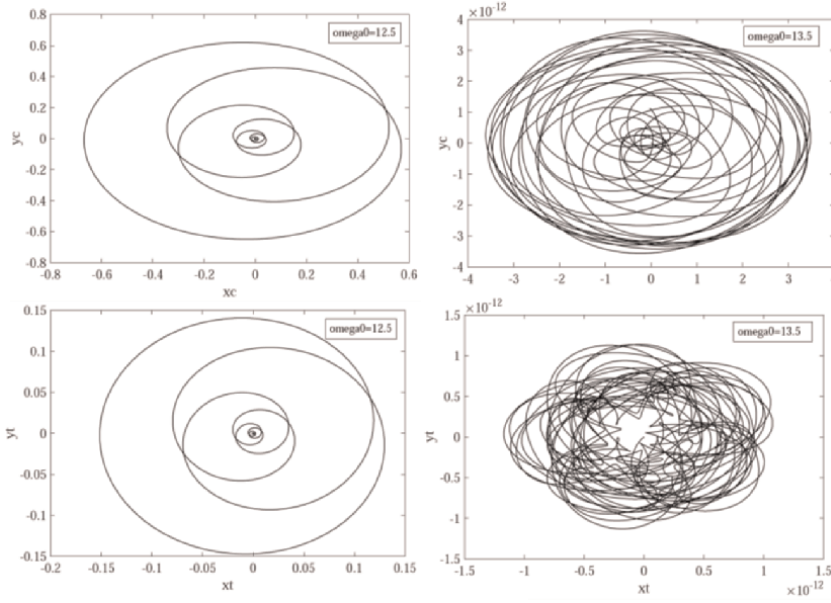 0.8
0.6
0.4
0.2
0
-0.2
-0.4
-0.6
-0.8
yc
-0.8 -0.6 -0.4 -0.2 0 0.2 0.4 0.6
xc
omega0=12.5
×10⁻¹²
4
3
2
1
0
-1
-2
-3
-4
yc
-4 -3 -2 -1 0 1 2 3
omega0=13.5
0.15
0.1
0.05
0
-0.05
-0.1
-0.15
yt
-0.2 -0.15 -0.1 -0.05 0 0.05 0.1 0.15
xt
omega0=12.5
×10⁻¹²
1.5
1
0.5
0
-0.5
-1
-1.5
yt
-1.5 -1 -0.5 0 0.5 1 1.5
xt
×10⁻¹²
omega0=13.5